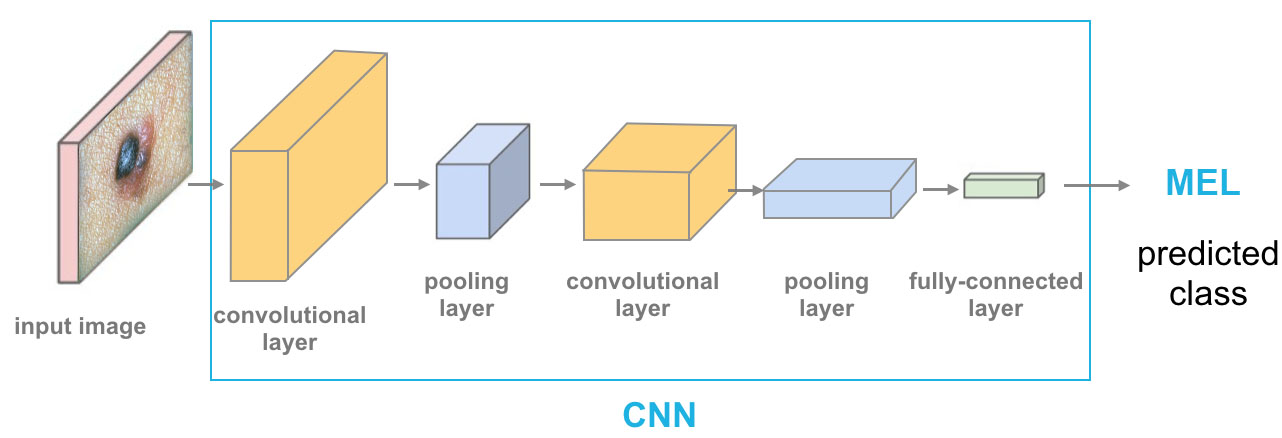 input image
convolutional
layer
pooling
layer
convolutional
layer
pooling
layer
fully-connected
layer
MEL
predicted
class
CNN